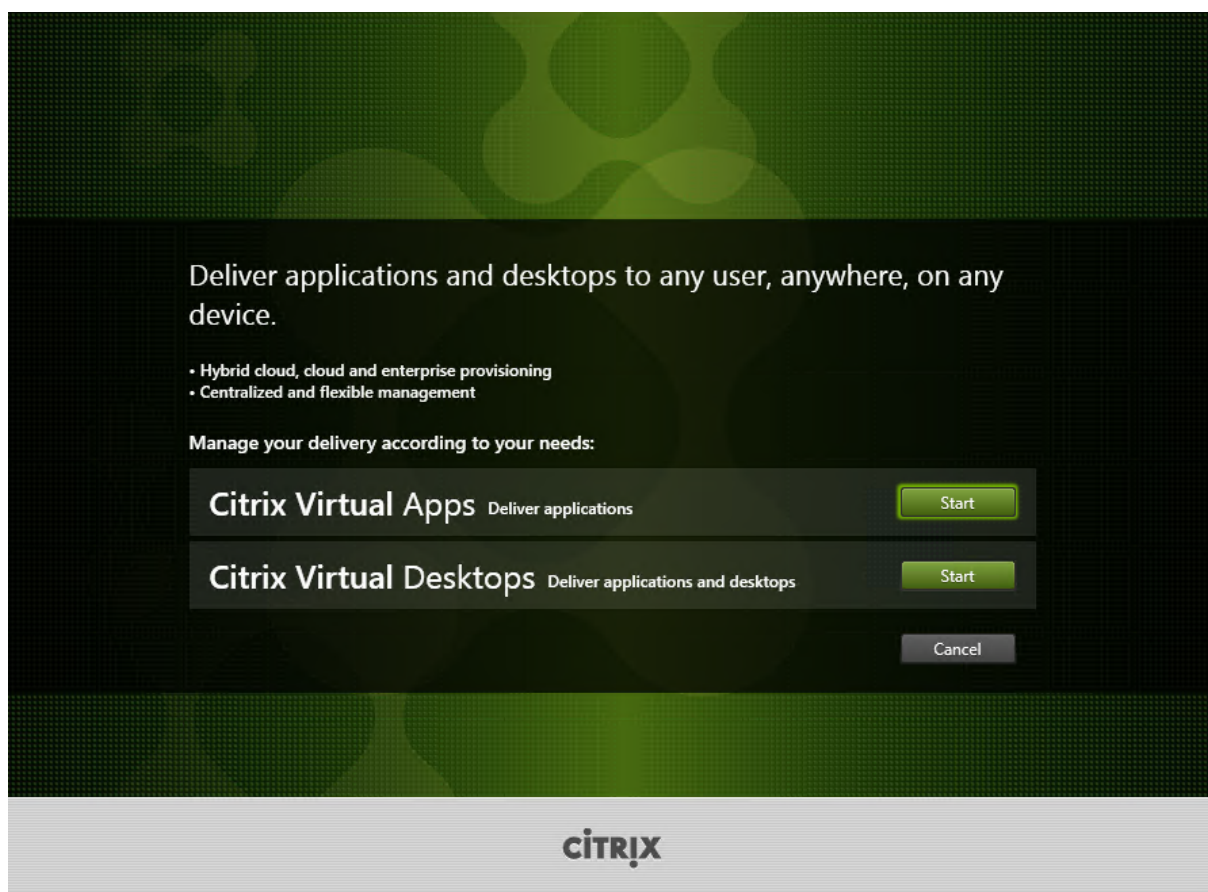 Deliver applications and desktops to any user, anywhere, on any
device.
• Hybrid cloud, cloud and enterprise provisioning
• Centralized and flexible management
Manage your delivery according to your needs:
Citrix Virtual Apps Deliver applications Start
Citrix Virtual Desktops Deliver applications and desktops Start
Cancel
CİTRỊX